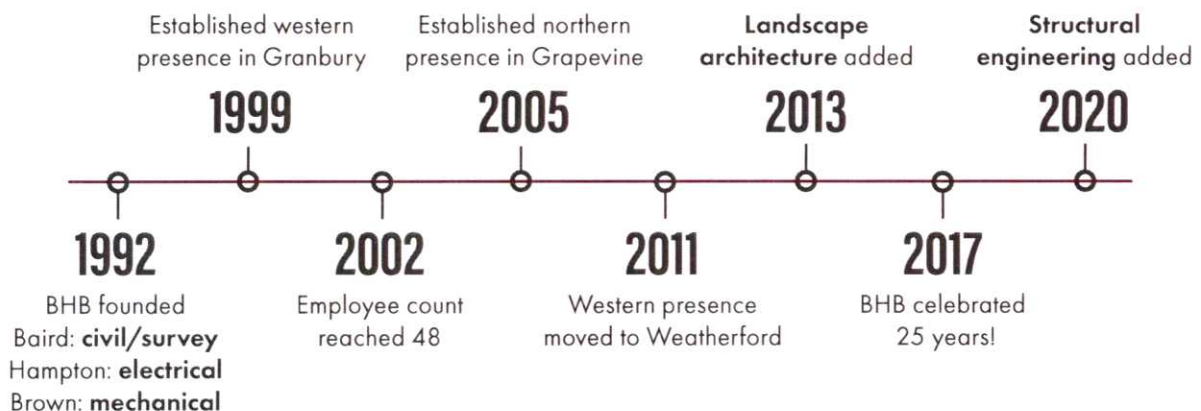 Established western
presence in Granbury
1999
Established northern
presence in Grapevine
2005
Landscape
architecture added
2013
Structural
engineering added
2020
1992
BHB founded
Baird: civil/survey
Hampton: electrical
Brown: mechanical
2002
Employee count
reached 48
2011
Western presence
moved to Weatherford
2017
BHB celebrated
25 years!